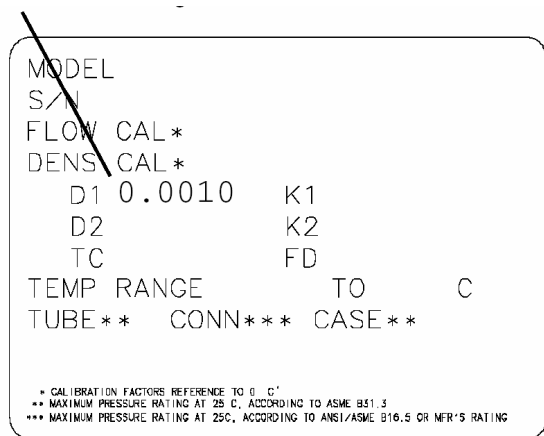 MODEL
S/N
FLOW CAL*
DENS CAL*
D1 0.0010 K1
D2 K2
TC FD
TEMP RANGE TO C
TUBE** CONN*** CASE**
* CALIBRATION FACTORS REFERENCE TO 0 C
** MAXIMUM PRESSURE RATING AT 25 C, ACCORDING TO ASME B31.3
*** MAXIMUM PRESSURE RATING AT 25C, ACCORDING TO ANSI/ASME B16.5 OR MFR'S RATING